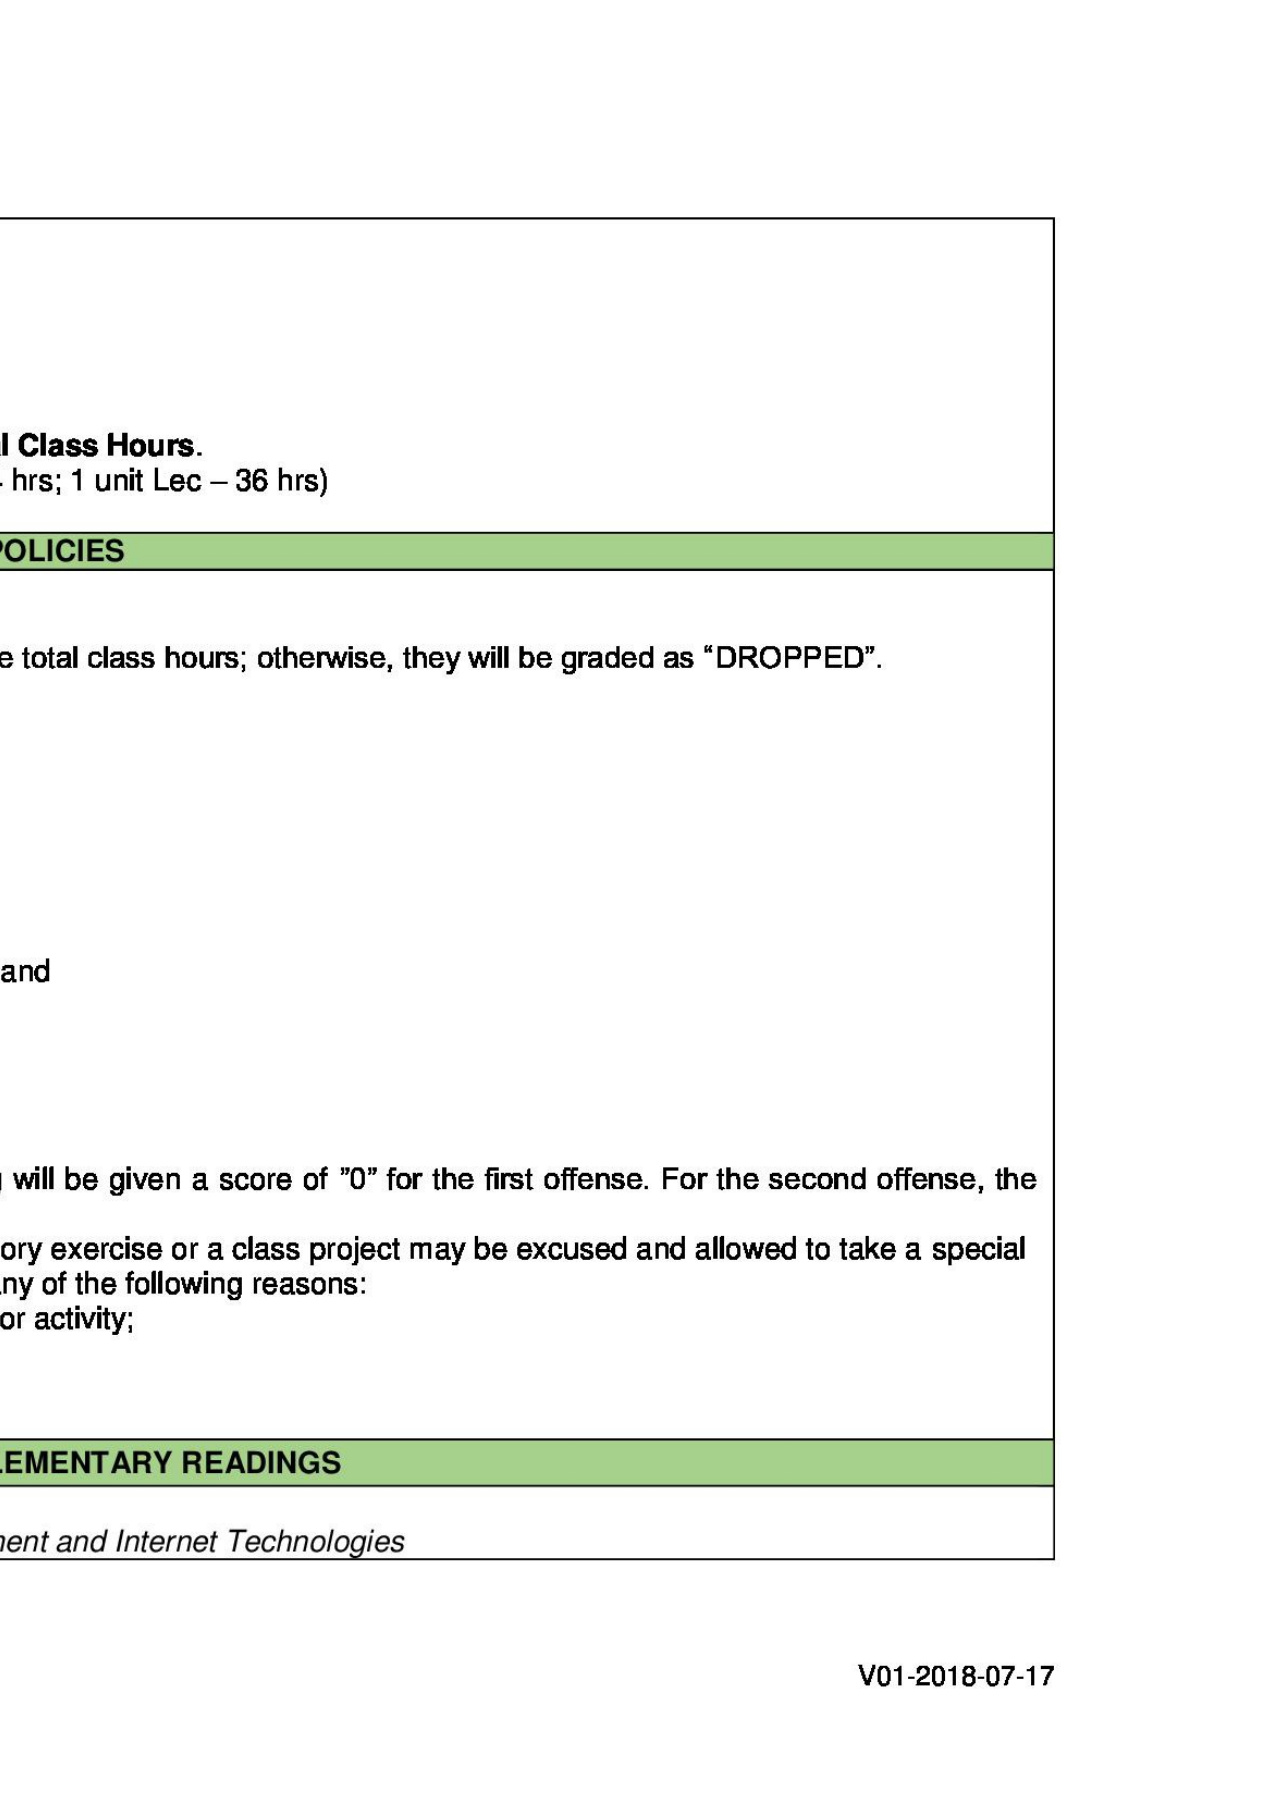 l Class Hours.
hrs; 1 unit Lec – 36 hrs)
POLICIES
e total class hours; otherwise, they will be graded as “DROPPED”.
and
will be given a score of ”0” for the first offense. For the second offense, the
ory exercise or a class project may be excused and allowed to take a special
any of the following reasons:
or activity;
LEMENTARY READINGS
ment and Internet Technologies
V01-2018-07-17